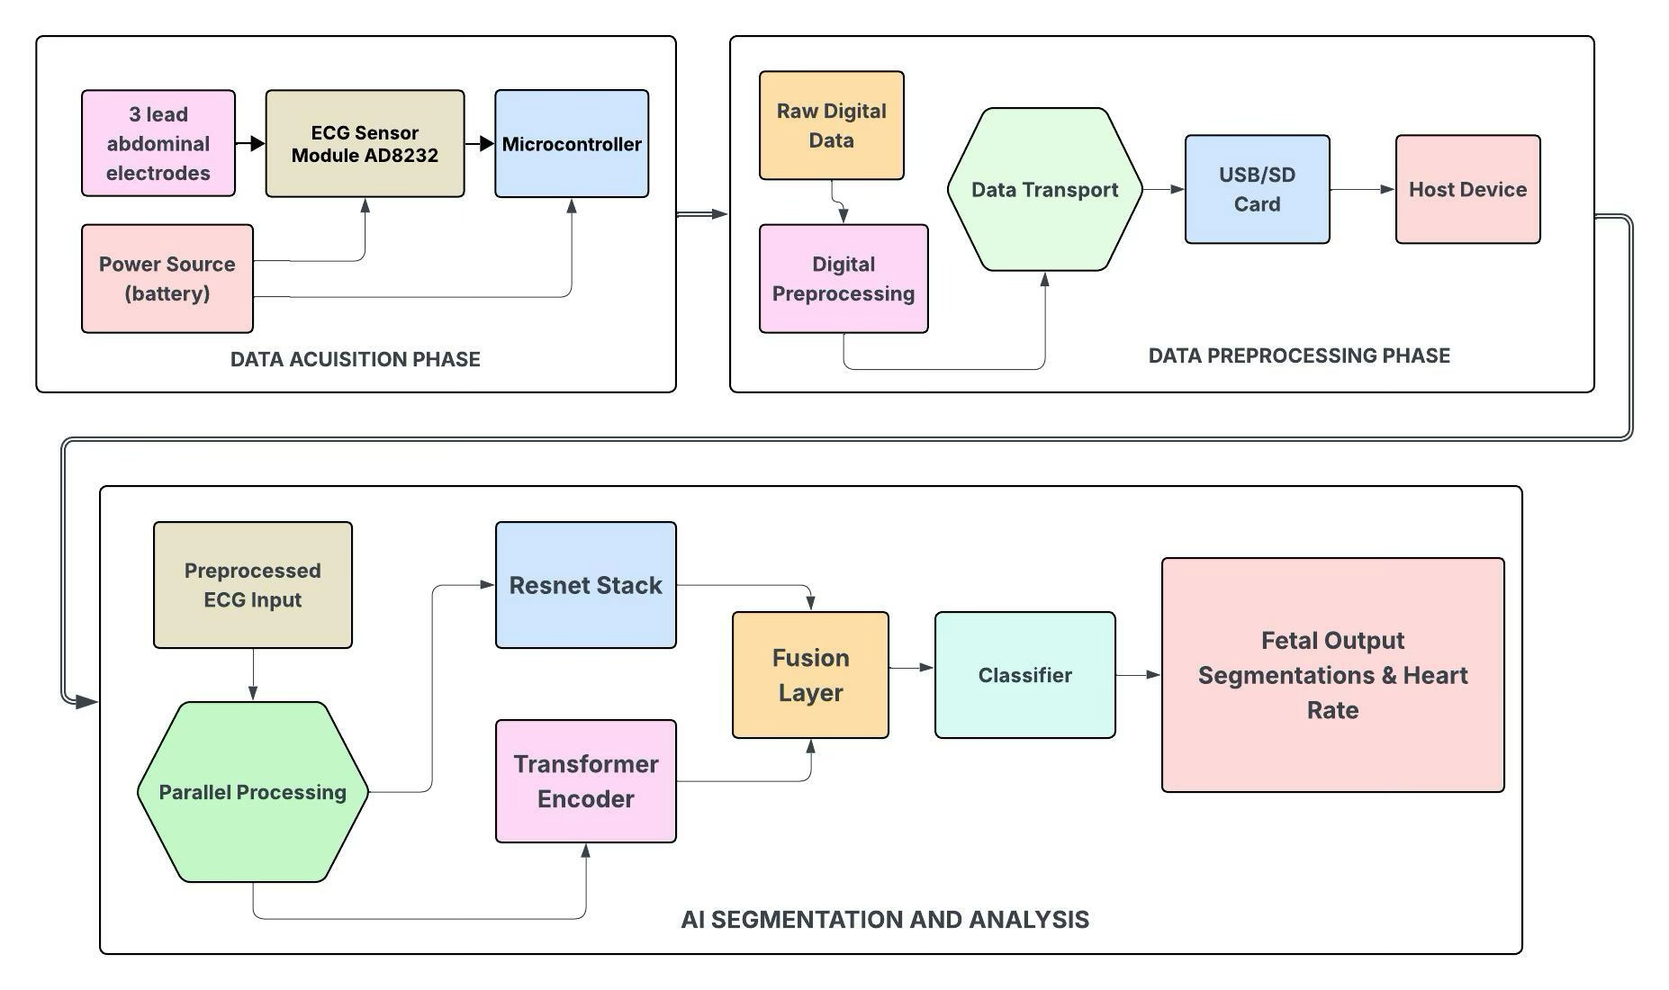 3 lead
abdominal
electrodes
ECG Sensor
Module AD8232
Microcontroller
Power Source
(battery)
DATA ACUISITION PHASE
Raw Digital
Data
Digital
Preprocessing
Data Transport
USB/SD
Card
Host Device
DATA PREPROCESSING PHASE
Preprocessed
ECG Input
Parallel Processing
Resnet Stack
Transformer
Encoder
Fusion
Layer
Classifier
Fetal Output
Segmentations & Heart
Rate
AI SEGMENTATION AND ANALYSIS